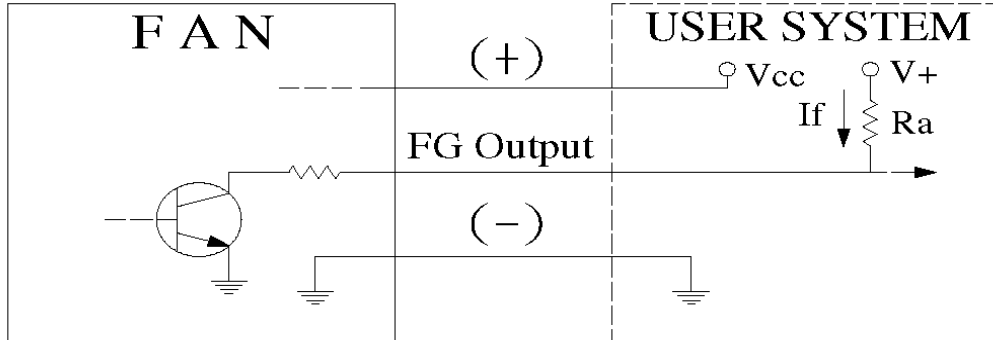 F A N
USER SYSTEM
(+)
Vcc
V+
If
Ra
FG Output
(-)